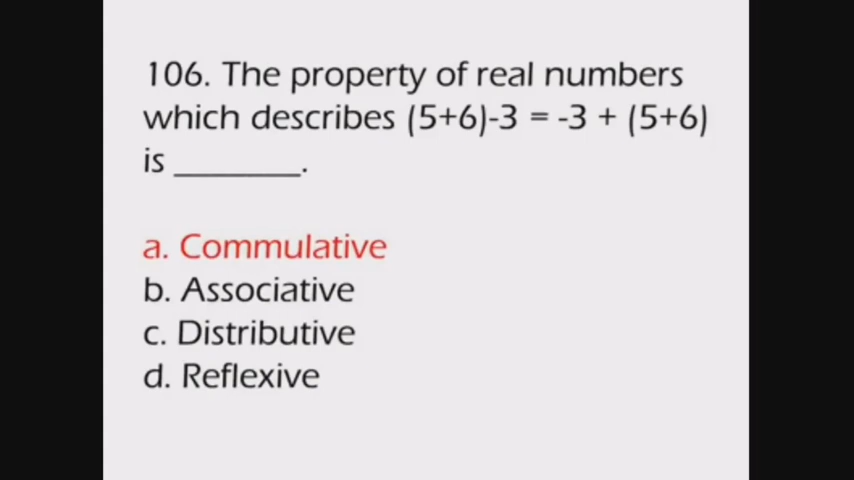 106. The property of real numbers
which describes (5+6)-3 = -3 + (5+6)
is _______.
a. Commulative
b. Associative
c. Distributive
d. Reflexive